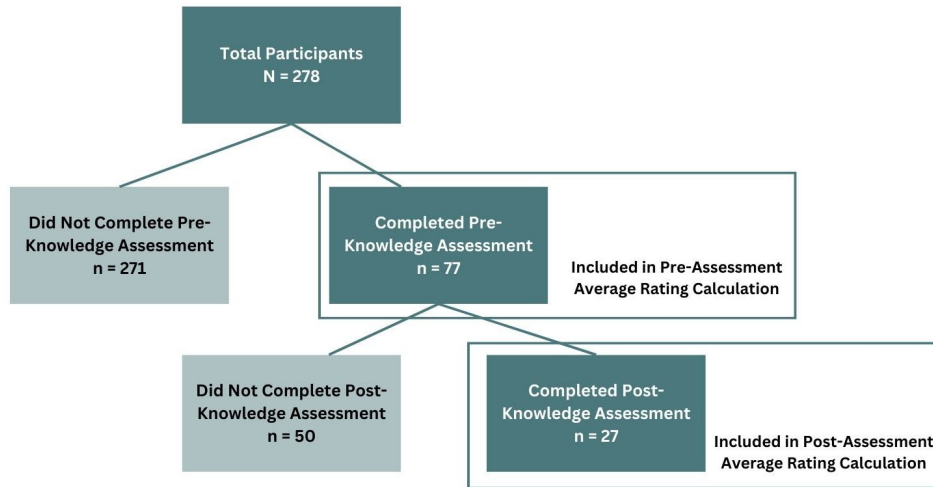 Total Participants
N = 278
Did Not Complete Pre-
Knowledge Assessment
n = 271
Completed Pre-
Knowledge Assessment
n = 77
Included in Pre-Assessment
Average Rating Calculation
Did Not Complete Post-
Knowledge Assessment
n = 50
Completed Post-
Knowledge Assessment
n = 27
Included in Post-Assessment
Average Rating Calculation